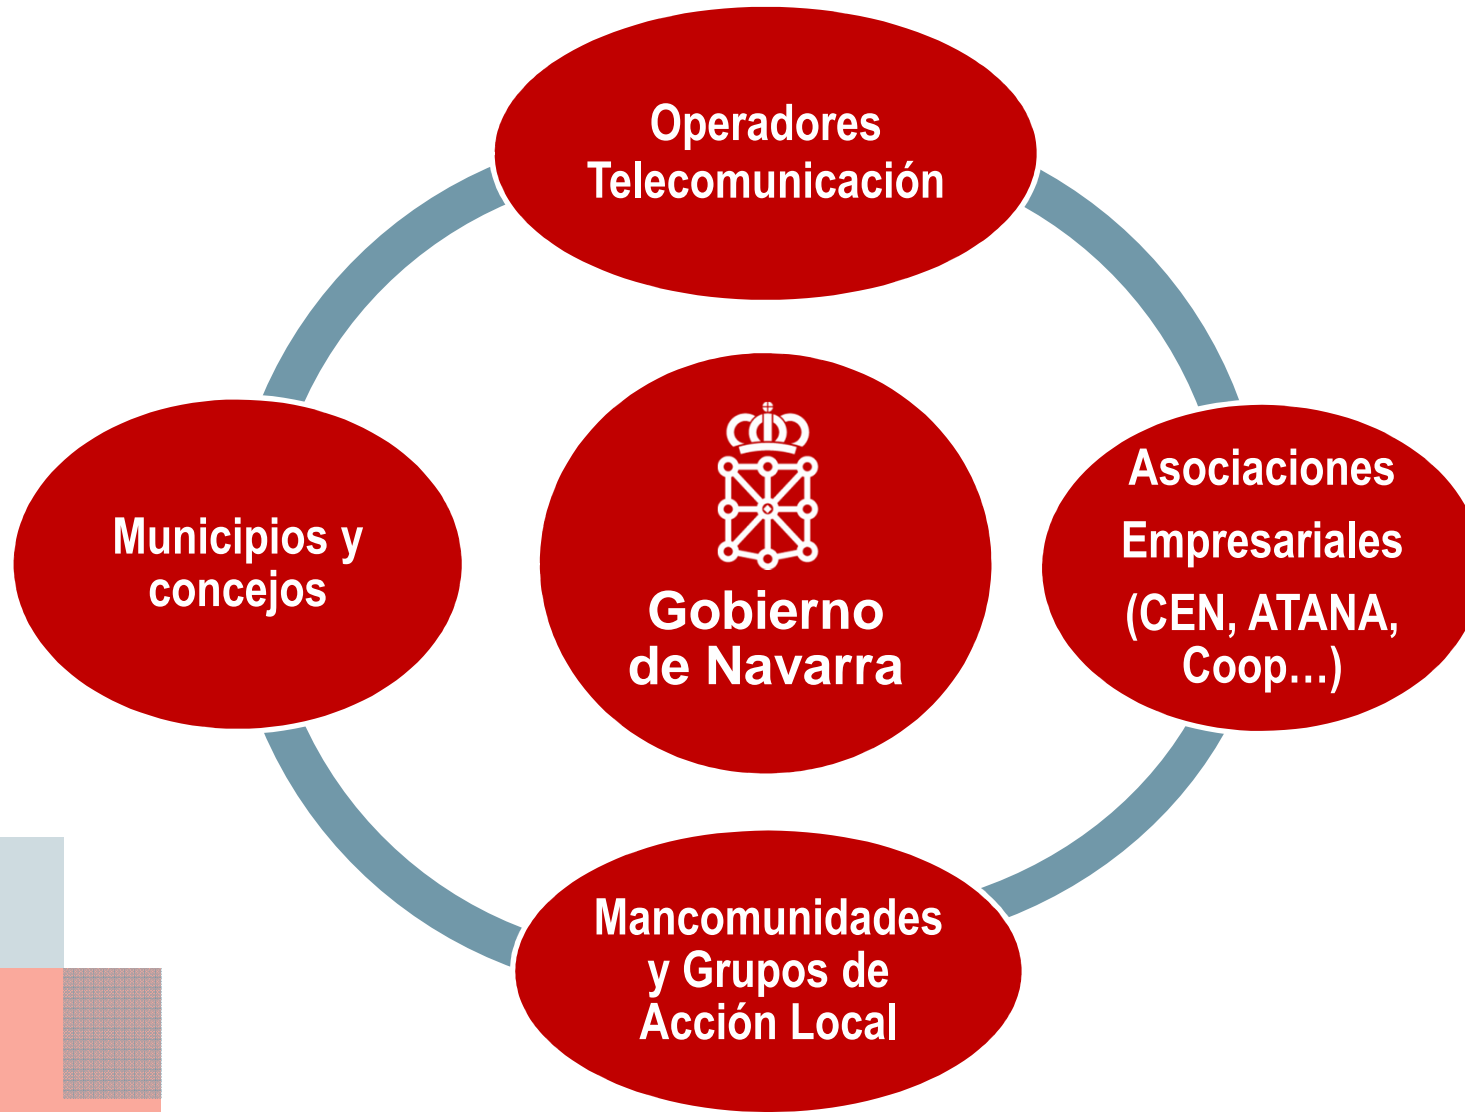 Operadores
Telecomunicación
Municipios y
concejos
Gobierno
de Navarra
Asociaciones
Empresariales
(CEN, ATANA,
Coop…)
Mancomunidades
y Grupos de
Acción Local